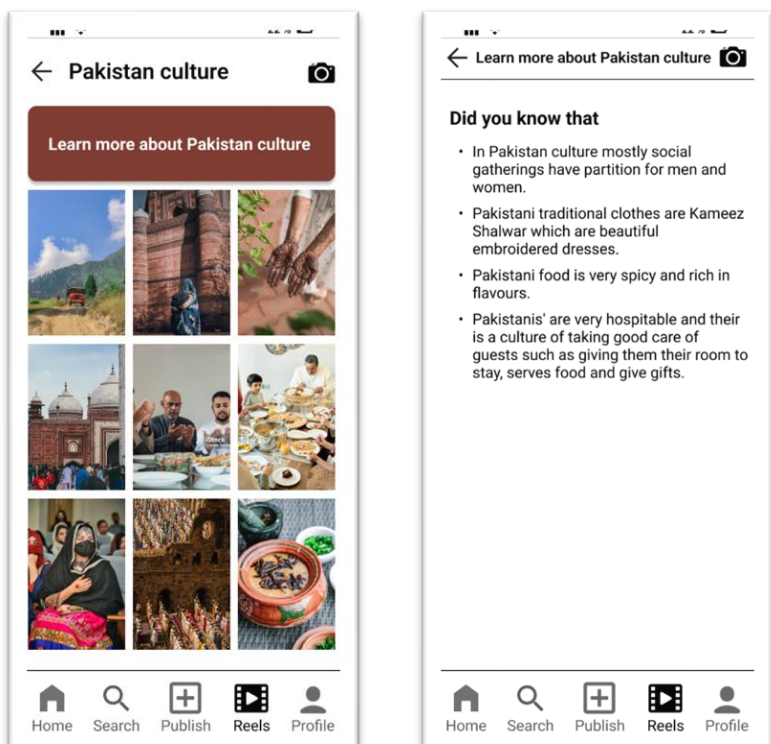 Pakistan culture
Learn more about Pakistan culture
iStock
Home Search Publish Reels Profile
Learn more about Pakistan culture
Did you know that
• In Pakistan culture mostly social
gatherings have partition for men and
women.
• Pakistani traditional clothes are Kameez
Shalwar which are beautiful
embroidered dresses.
• Pakistani food is very spicy and rich in
flavours.
• Pakistanis' are very hospitable and their
is a culture of taking good care of
guests such as giving them their room to
stay, serves food and give gifts.
Home Search Publish Reels Profile